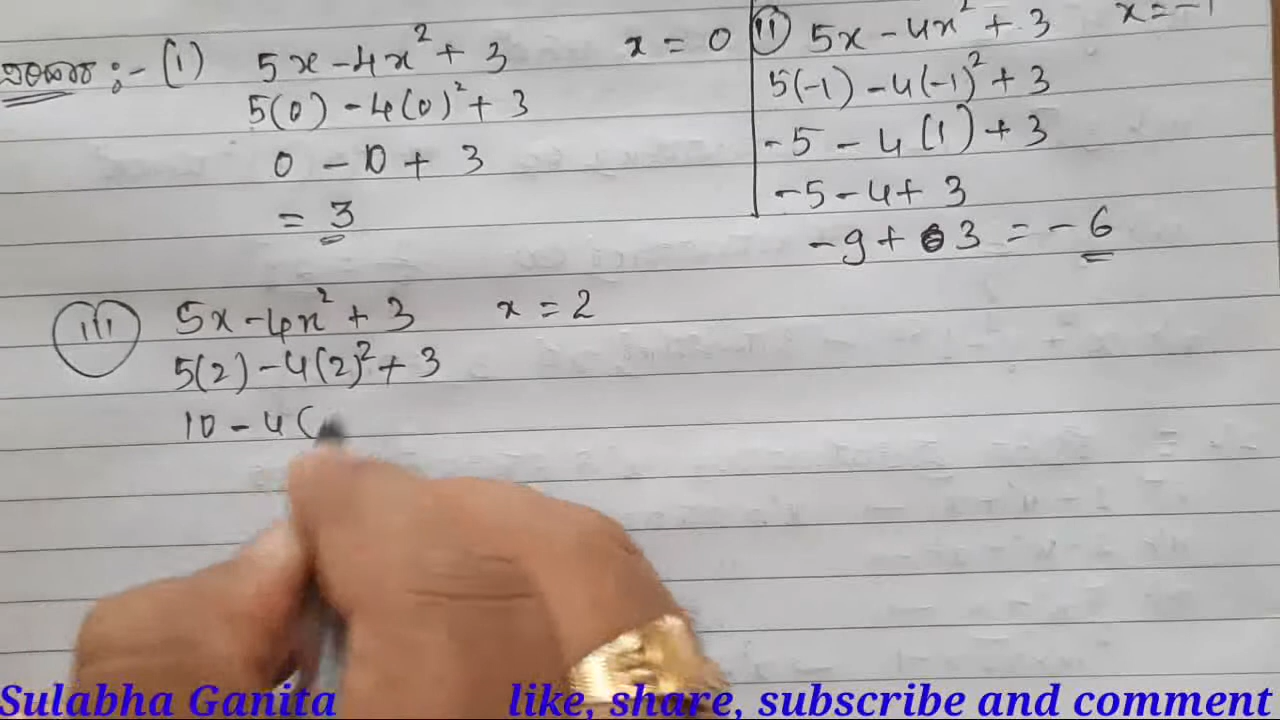 ಪರಿಹಾರ :- (i) 5x - 4x² + 3 x = 0
5(0) - 4(0)² + 3
0 - 0 + 3
= 3
(ii) 5x - 4x² + 3 x = -1
5(-1) - 4(-1)² + 3
-5 - 4(1) + 3
-5 - 4 + 3
-9 + 3 = -6
(iii) 5x - 4x² + 3 x = 2
5(2) - 4(2)² + 3
10 - 4(
Sulabha Ganita like, share, subscribe and comment